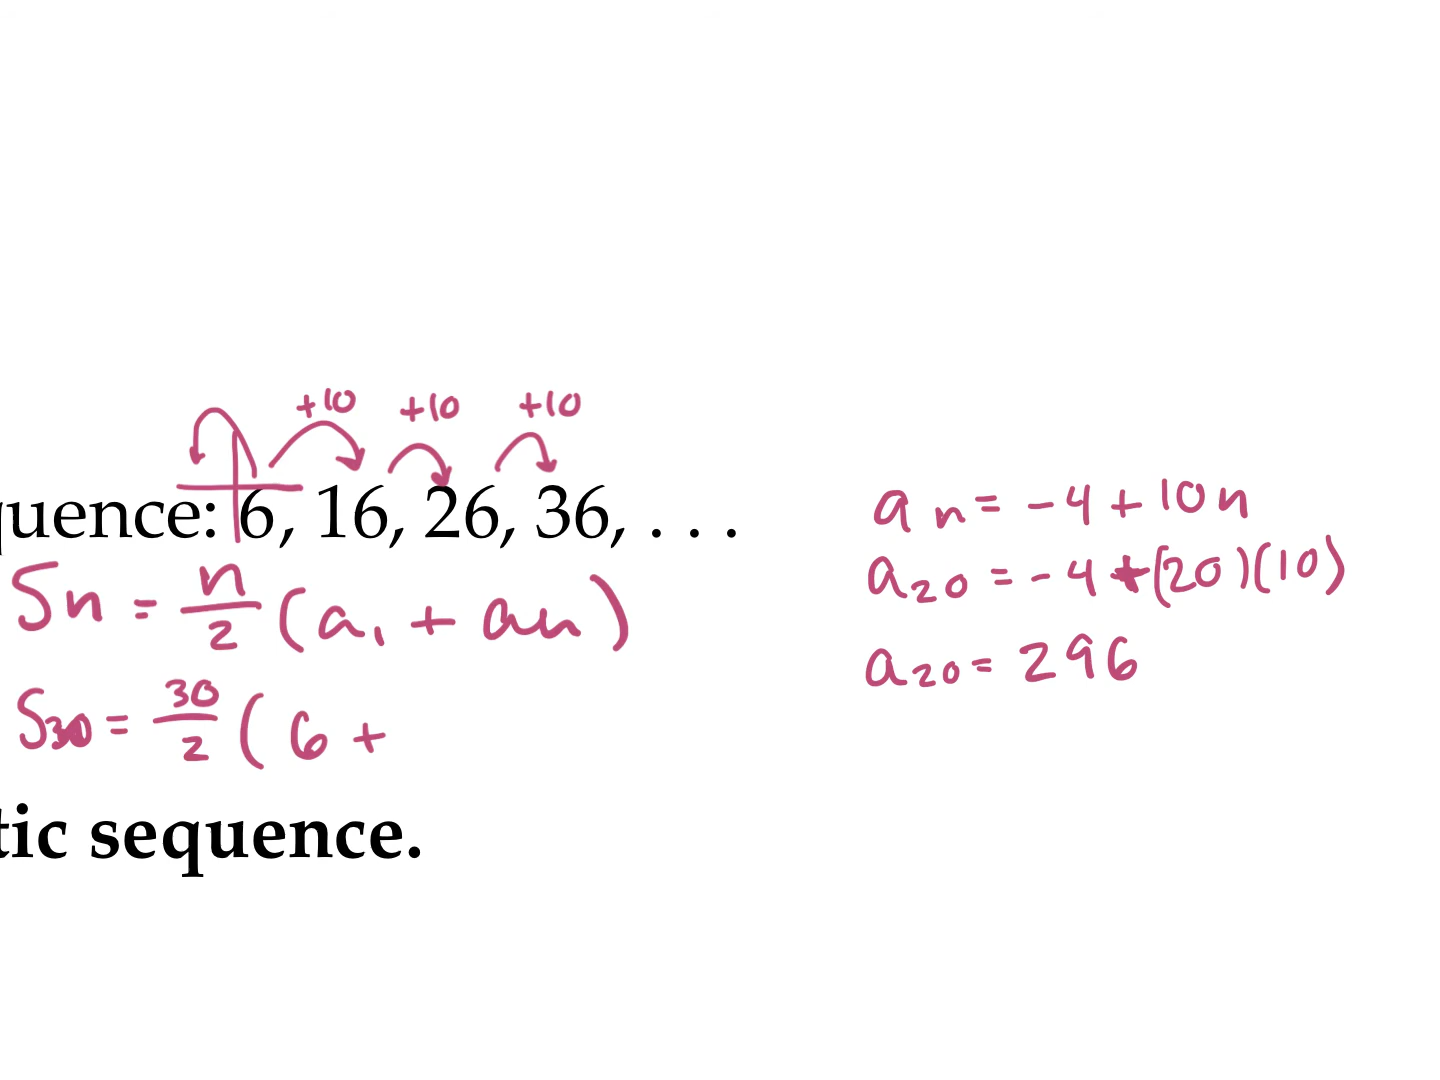 +10 +10 +10
quence: 6, 16, 26, 36, . . .
an = -4 + 10n
Sn = n/2 (a1 + an)
a20 = -4 + (20)(10)
a20 = 296
S30 = 30/2 ( 6 +
tic sequence.